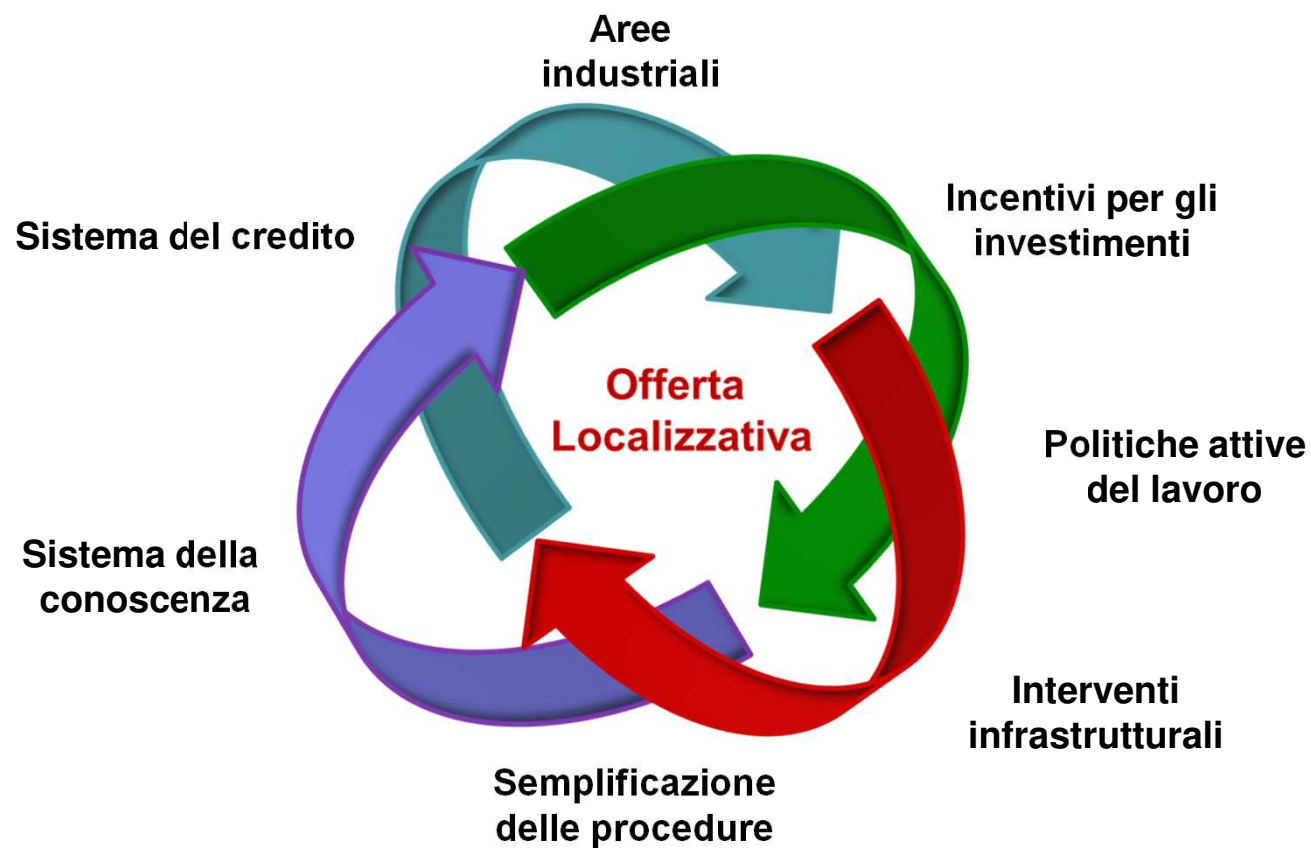 Aree
industriali
Incentivi per gli
investimenti
Sistema del credito
Offerta
Localizzativa
Politiche attive
del lavoro
Sistema della
conoscenza
Interventi
infrastrutturali
Semplificazione
delle procedure